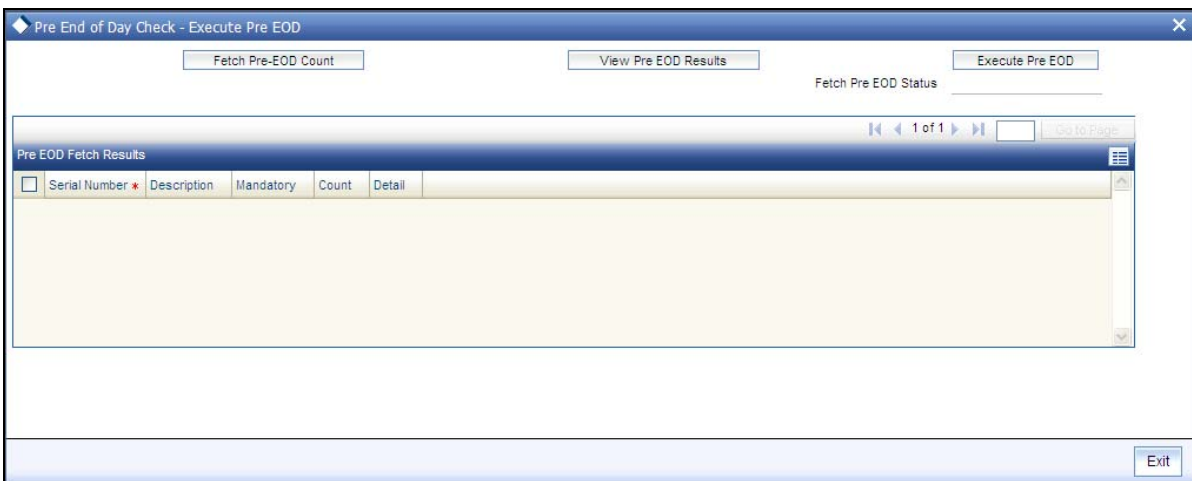 Pre End of Day Check - Execute Pre EOD
Fetch Pre-EOD Count View Pre EOD Results Execute Pre EOD
Fetch Pre EOD Status
1 of 1 Go to Page
Pre EOD Fetch Results
Serial Number * Description Mandatory Count Detail
Exit